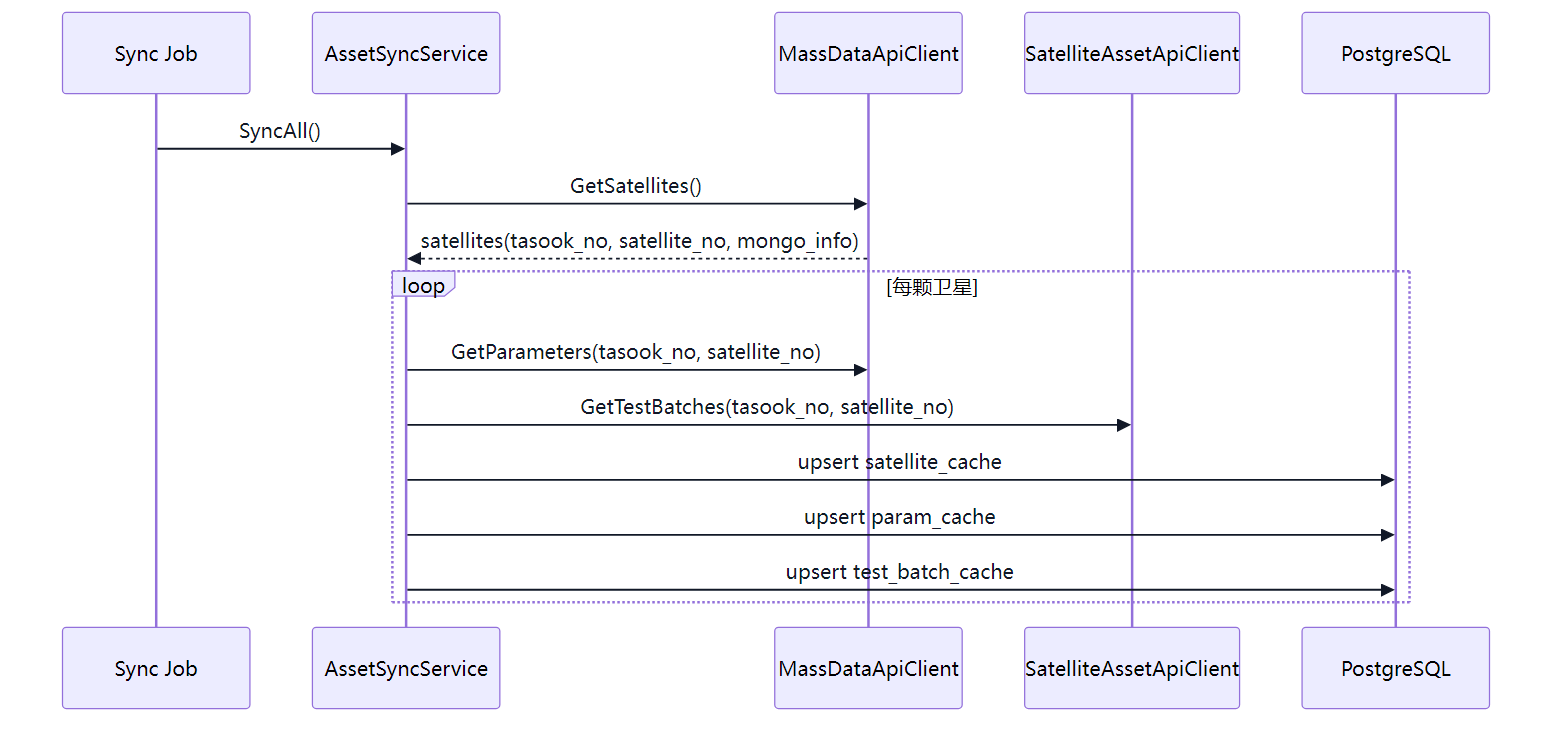 Sync Job
AssetSyncService
MassDataApiClient
SatelliteAssetApiClient
PostgreSQL
SyncAll()
GetSatellites()
satellites(tasook_no, satellite_no, mongo_info)
loop
[每颗卫星]
GetParameters(tasook_no, satellite_no)
GetTestBatches(tasook_no, satellite_no)
upsert satellite_cache
upsert param_cache
upsert test_batch_cache
Sync Job
AssetSyncService
MassDataApiClient
SatelliteAssetApiClient
PostgreSQL